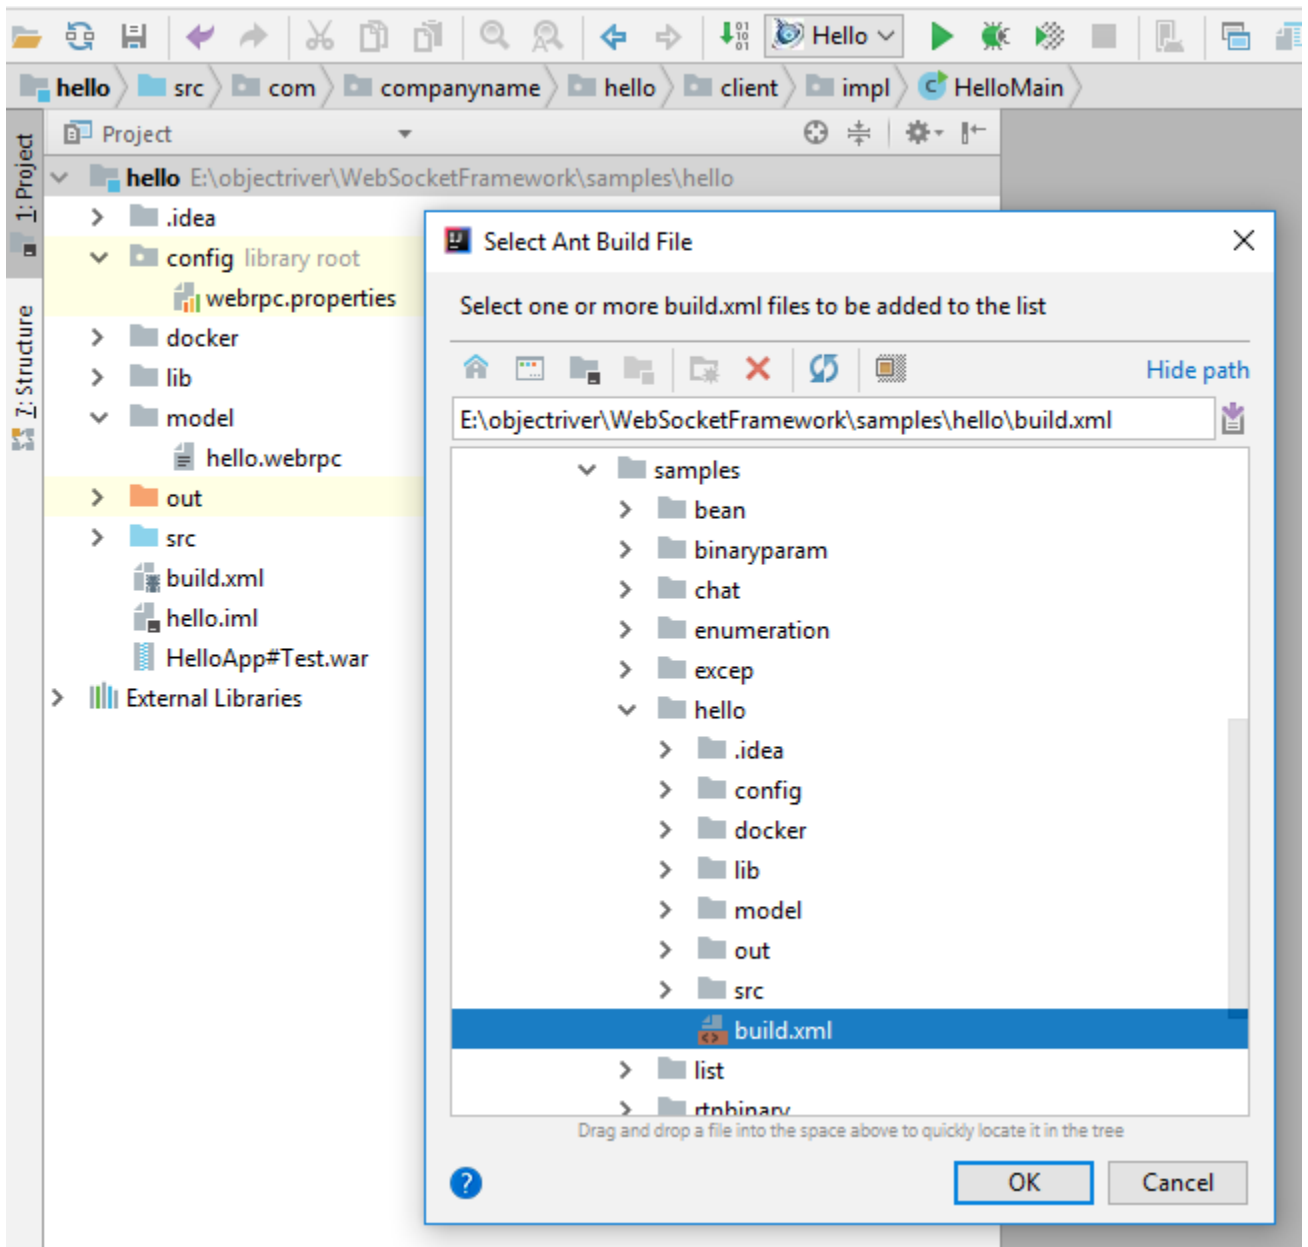 Hello
hello src com companyname hello client impl HelloMain
1: Project
7: Structure
Project
hello E:\objectriver\WebSocketFramework\samples\hello
.idea
config library root
webrpc.properties
docker
lib
model
hello.webrpc
out
src
build.xml
hello.iml
HelloApp#Test.war
External Libraries
Select Ant Build File
Select one or more build.xml files to be added to the list
Hide path
E:\objectriver\WebSocketFramework\samples\hello\build.xml
samples
bean
binaryparam
chat
enumeration
excep
hello
.idea
config
docker
lib
model
out
src
build.xml
list
rtnbinary
Drag and drop a file into the space above to quickly locate it in the tree
OK Cancel